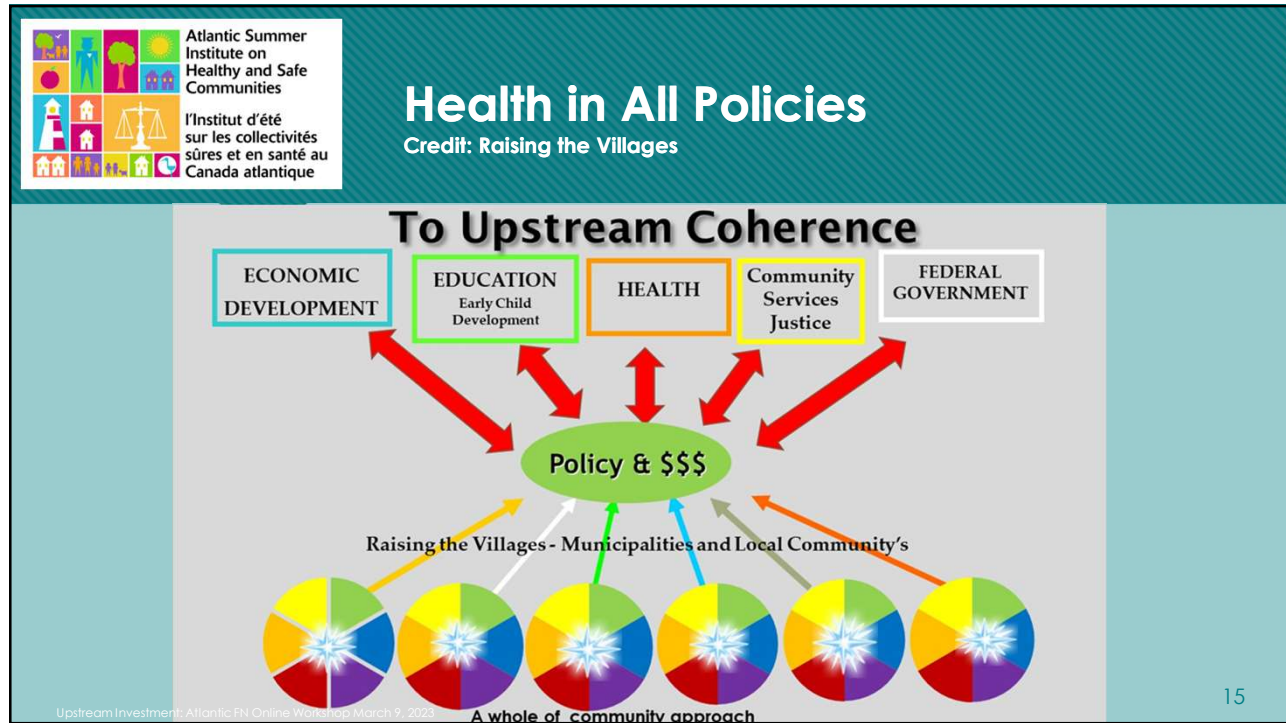 Atlantic Summer
Institute on
Healthy and Safe
Communities
l'Institut d'été
sur les collectivités
sûres et en santé au
Canada atlantique
Health in All Policies
Credit: Raising the Villages
To Upstream Coherence
ECONOMIC
DEVELOPMENT
EDUCATION
Early Child
Development
HEALTH
Community
Services
Justice
FEDERAL
GOVERNMENT
Policy & $$$
Raising the Villages - Municipalities and Local Community's
A whole of community approach
Upstream Investment: Atlantic FN Online Workshop March 9, 2023
15